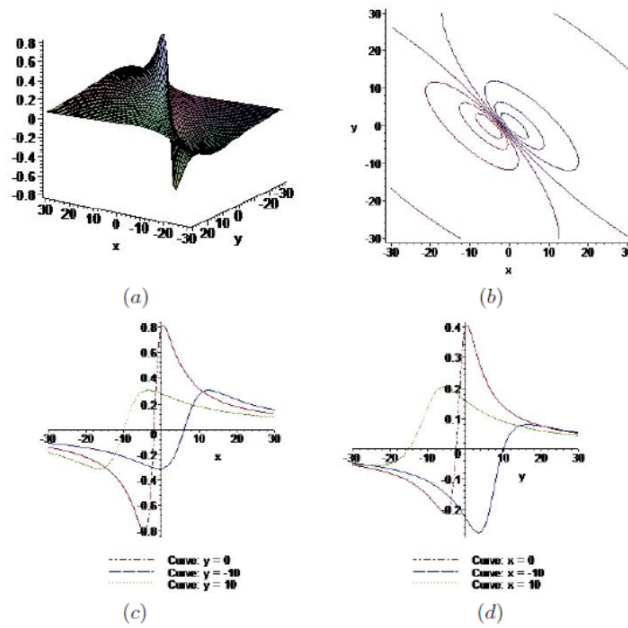 0.8
0.6
0.4
0.2
0
-0.2
-0.4
-0.6
-0.8
30 20 10 0 -10 -20 -30
x
30 20 10 0 -10 -20 -30
y
(a)
30
20
10
y 0
-10
-20
-30
-30 -20 -10 0 10 20 30
x
(b)
0.8
0.6
0.4
0.2
-30 -20 -10 0 10 20 30
x
-0.2
-0.4
-0.6
-0.8
Curve: y = 0
Curve: y = -10
Curve: y = 10
(c)
0.4
0.3
0.2
0.1
-30 -20 -10 0 10 20 30
y
-0.1
-0.2
Curve: x = 0
Curve: x = -10
Curve: x = 10
(d)